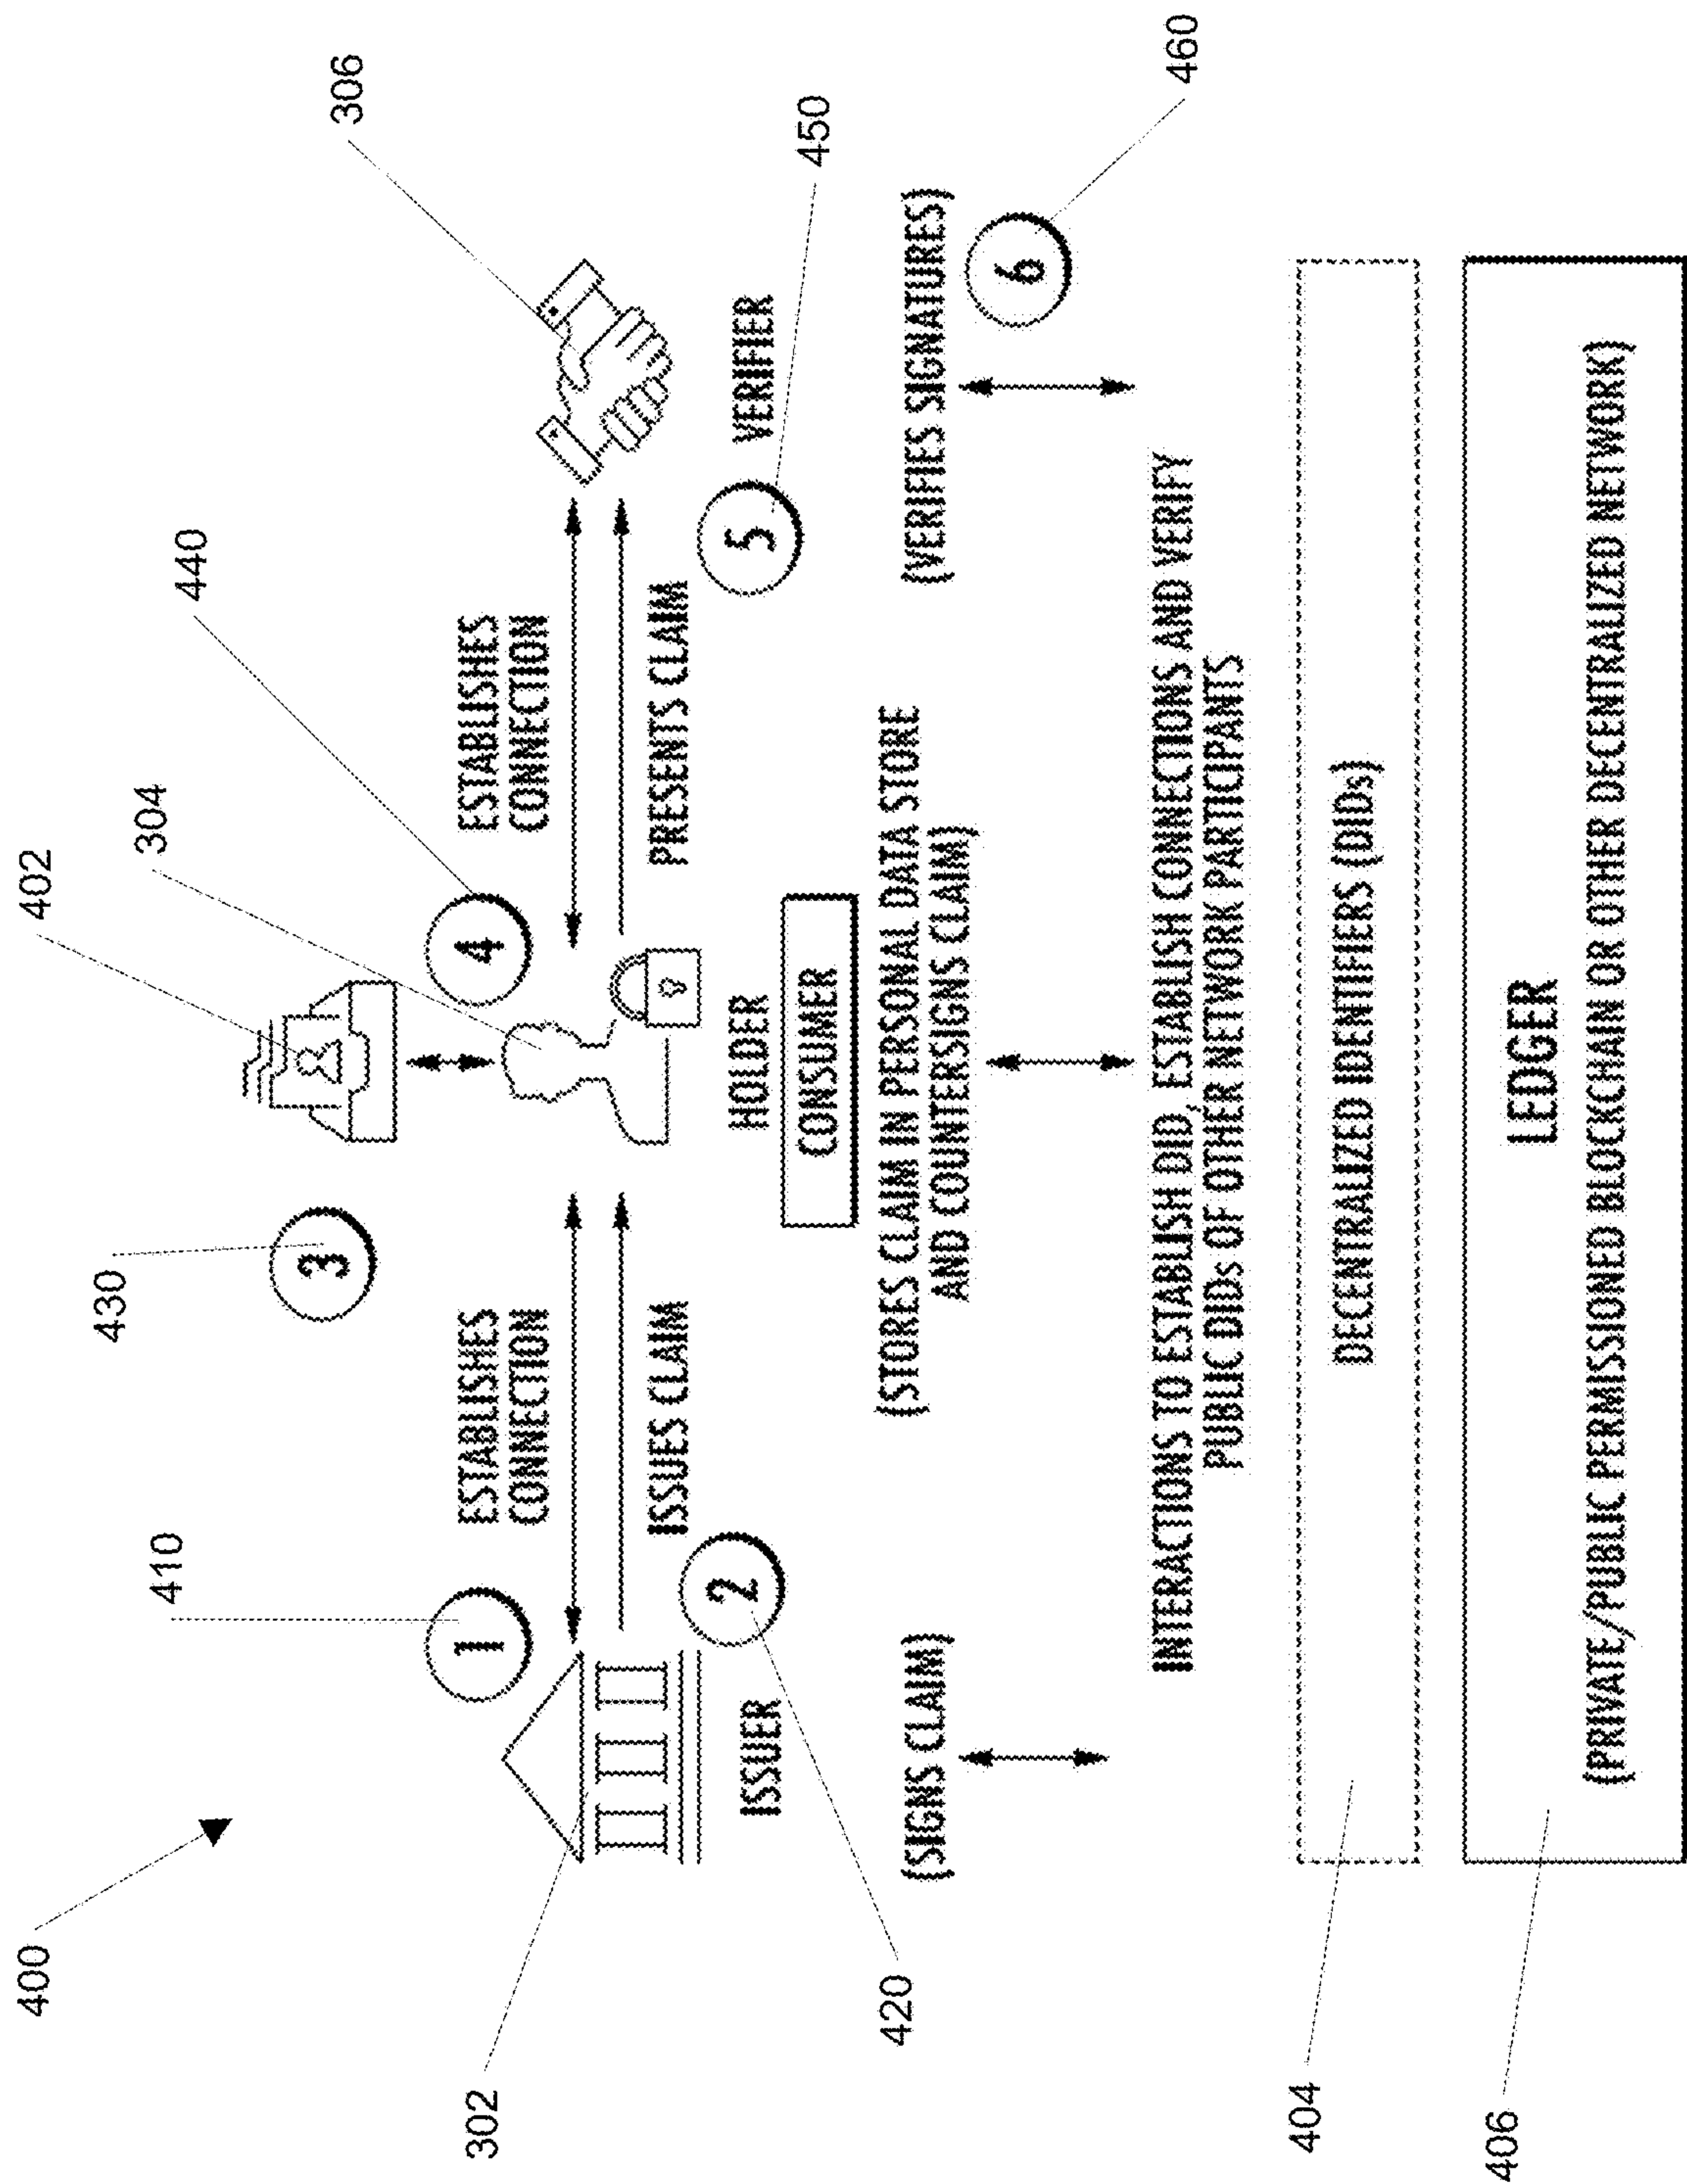 400
402
304
440
306
430
410
3
4
1
ESTABLISHES
CONNECTION
ESTABLISHES
CONNECTION
ISSUES CLAIM
PRESENTS CLAIM
302
2
5
ISSUER
HOLDER
VERIFIER
CONSUMER
450
420
(SIGNS CLAIM)
(STORES CLAIM IN PERSONAL DATA STORE
AND COUNTERSIGNS CLAIM)
(VERIFIES SIGNATURES)
6
460
INTERACTIONS TO ESTABLISH DID, ESTABLISH CONNECTIONS AND VERIFY
PUBLIC DIDs OF OTHER NETWORK PARTICIPANTS
404
DECENTRALIZED IDENTIFIERS (DIDs)
406
LEDGER
(PRIVATE/PUBLIC PERMISSIONED BLOCKCHAIN OR OTHER DECENTRALIZED NETWORK)